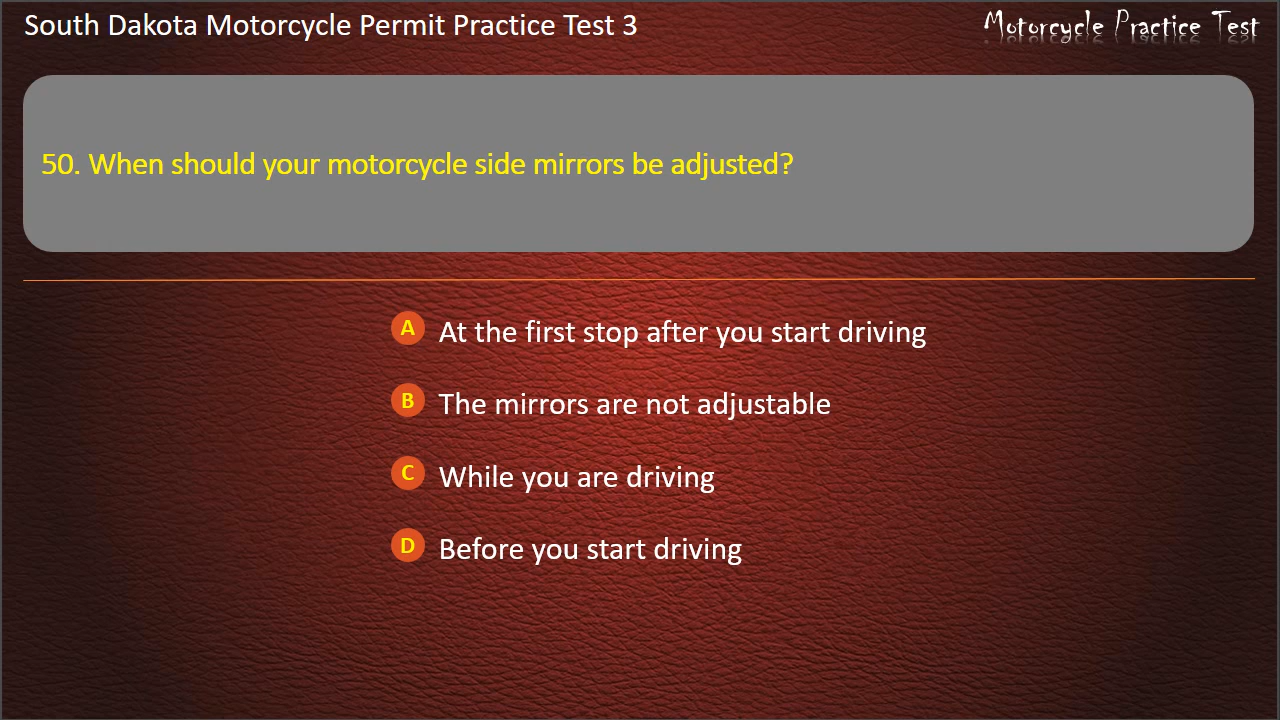 South Dakota Motorcycle Permit Practice Test 3
Motorcycle Practice Test
50. When should your motorcycle side mirrors be adjusted?
A At the first stop after you start driving
B The mirrors are not adjustable
C While you are driving
D Before you start driving